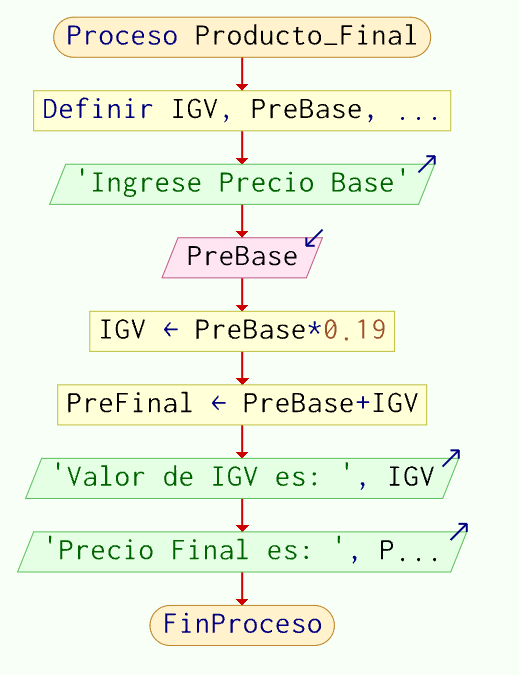 Proceso Producto_Final
Definir IGV, PreBase, ...
'Ingrese Precio Base'
PreBase
IGV ← PreBase*0.19
PreFinal ← PreBase+IGV
'Valor de IGV es: ', IGV
'Precio Final es: ', P...
FinProceso